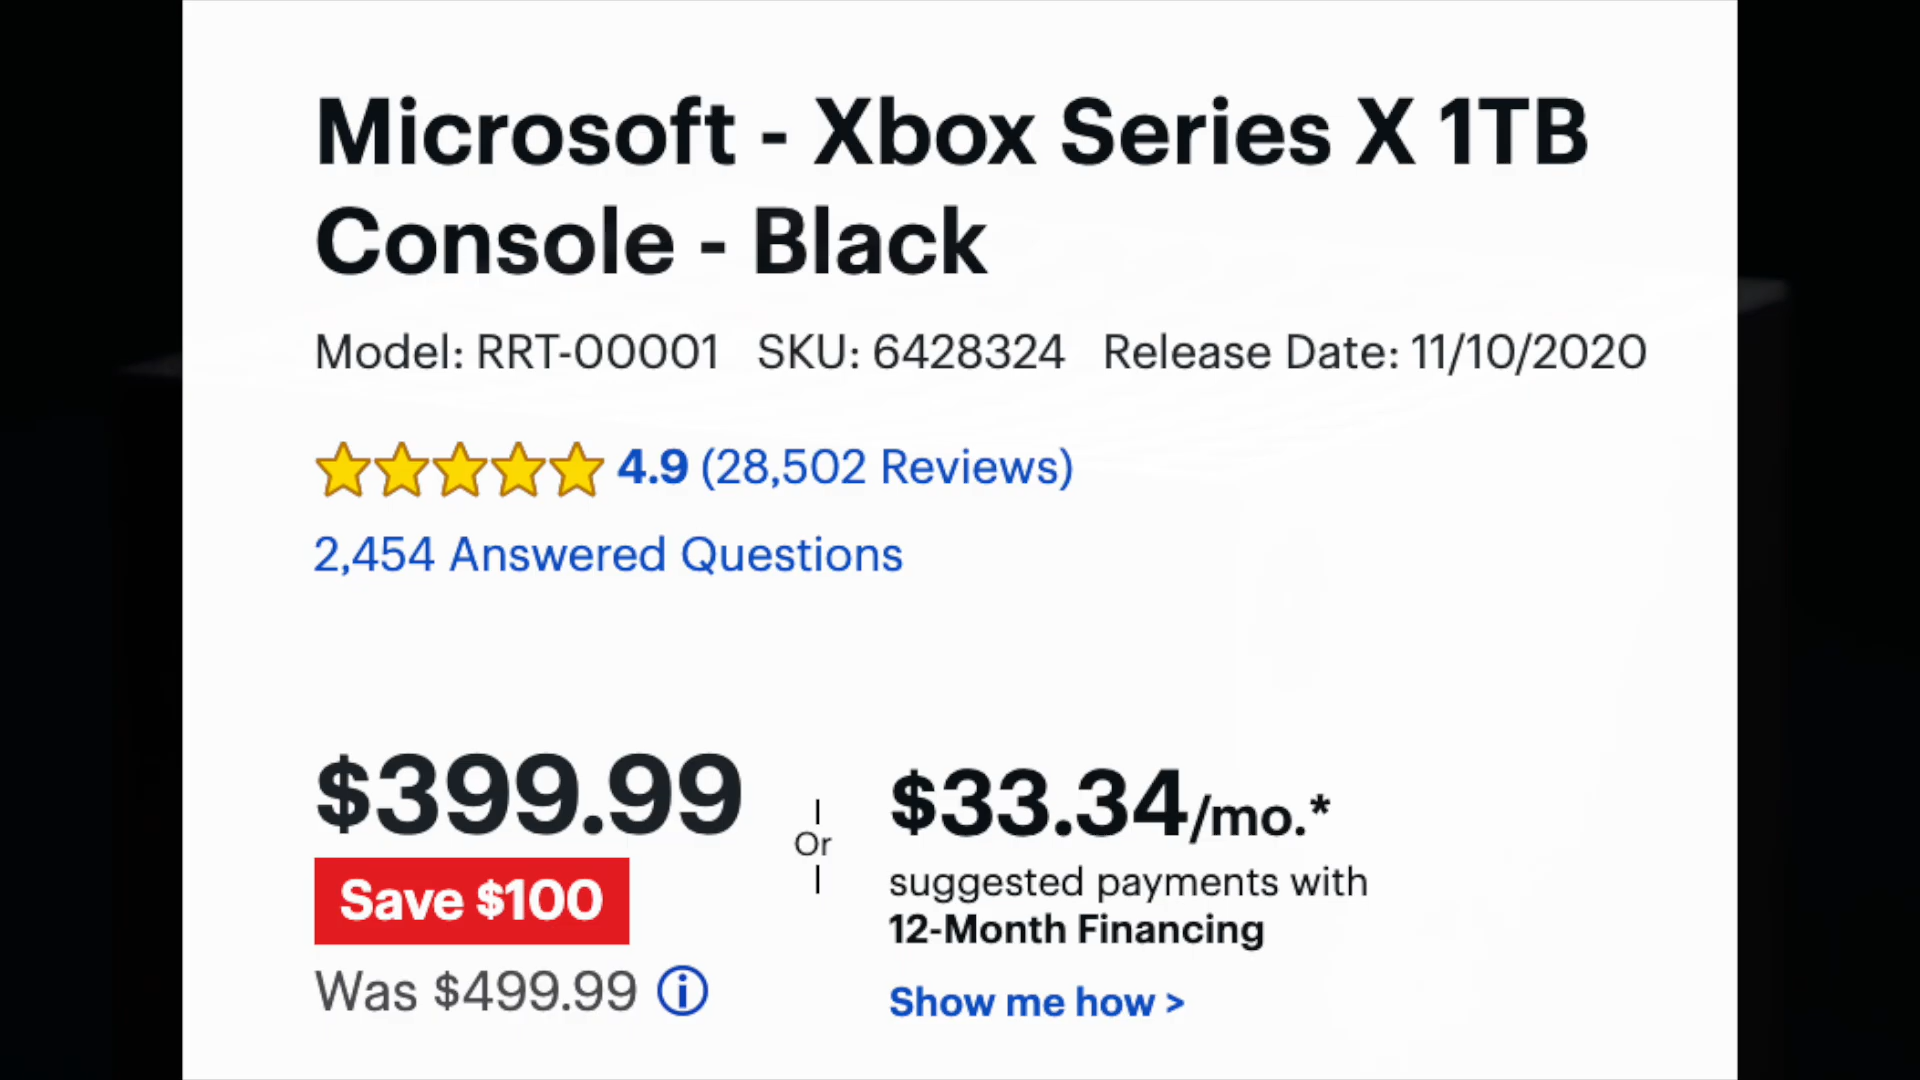 Microsoft - Xbox Series X 1TB
Console - Black
Model: RRT-00001 SKU: 6428324 Release Date: 11/10/2020
4.9 (28,502 Reviews)
2,454 Answered Questions
$399.99
Save $100
Was $499.99
Or
$33.34/mo.*
suggested payments with
12-Month Financing
Show me how >